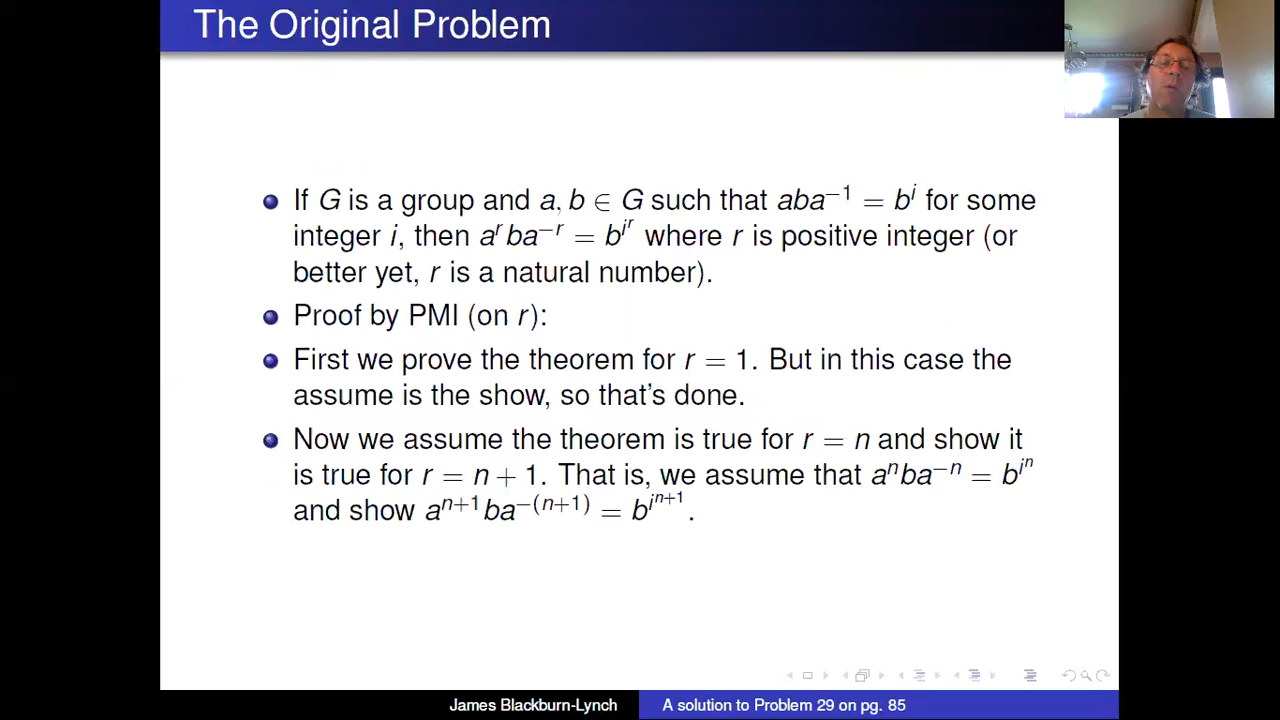 The Original Problem
If G is a group and a, b ∈ G such that aba⁻¹ = bⁱ for some
integer i, then aʳba⁻ʳ = b^{i^r} where r is positive integer (or
better yet, r is a natural number).
Proof by PMI (on r):
First we prove the theorem for r = 1. But in this case the
assume is the show, so that's done.
Now we assume the theorem is true for r = n and show it
is true for r = n + 1. That is, we assume that aⁿba⁻ⁿ = b^{i^n}
and show aⁿ⁺¹ba^{-(n+1)} = b^{i^{n+1}}.
James Blackburn-Lynch
A solution to Problem 29 on pg. 85